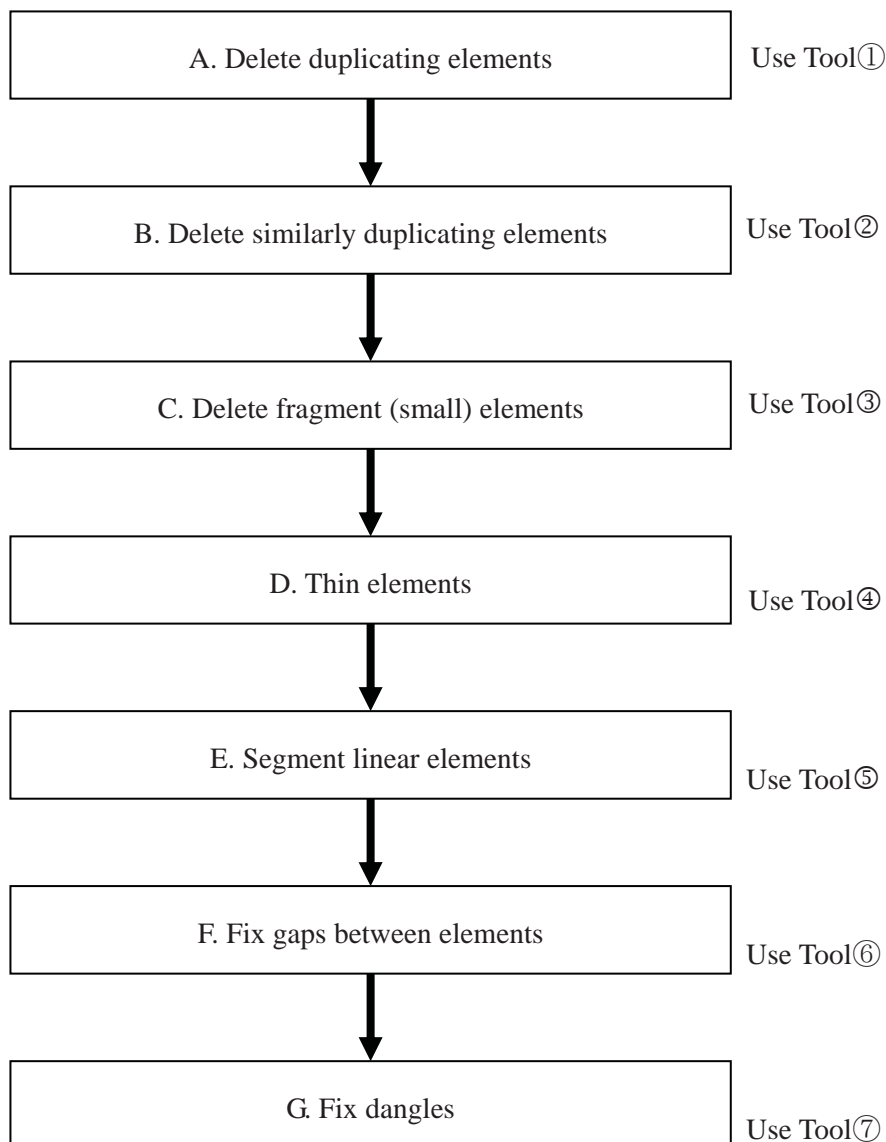 A. Delete duplicating elements
Use Tool①
B. Delete similarly duplicating elements
Use Tool②
C. Delete fragment (small) elements
Use Tool③
D. Thin elements
Use Tool④
E. Segment linear elements
Use Tool⑤
F. Fix gaps between elements
Use Tool⑥
G. Fix dangles
Use Tool⑦